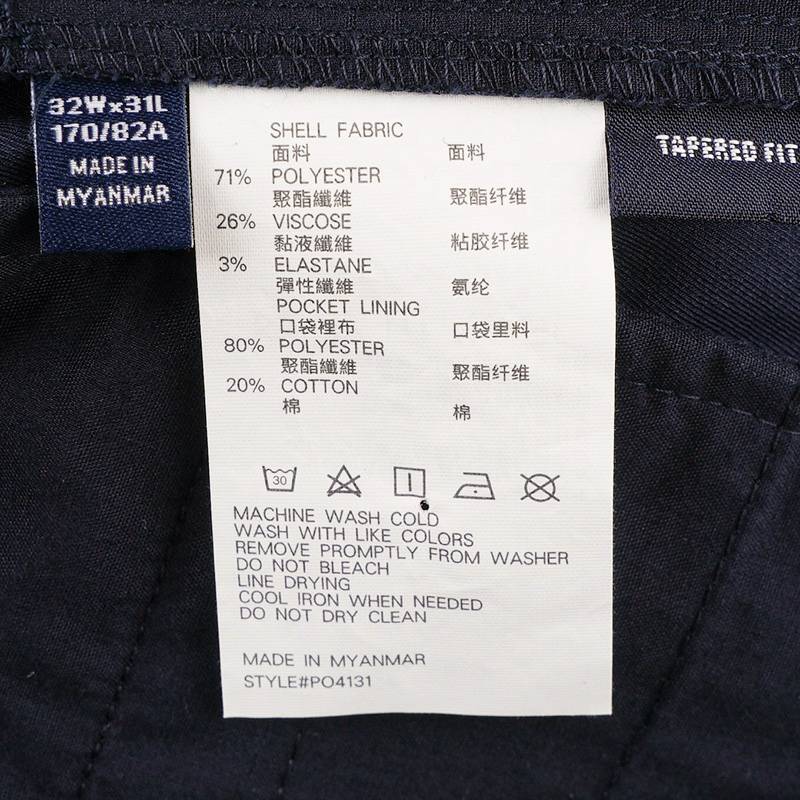 32W×31L
170/82A
MADE IN
MYANMAR
TAPERED FIT
SHELL FABRIC
面料 面料
71% POLYESTER
聚酯纖維 聚酯纤维
26% VISCOSE
黏液纖維 粘胶纤维
3% ELASTANE
彈性纖維 氨纶
POCKET LINING
口袋裡布 口袋里料
80% POLYESTER
聚酯纖維 聚酯纤维
20% COTTON
棉 棉
30
MACHINE WASH COLD
WASH WITH LIKE COLORS
REMOVE PROMPTLY FROM WASHER
DO NOT BLEACH
LINE DRYING
COOL IRON WHEN NEEDED
DO NOT DRY CLEAN
MADE IN MYANMAR
STYLE#PO4131